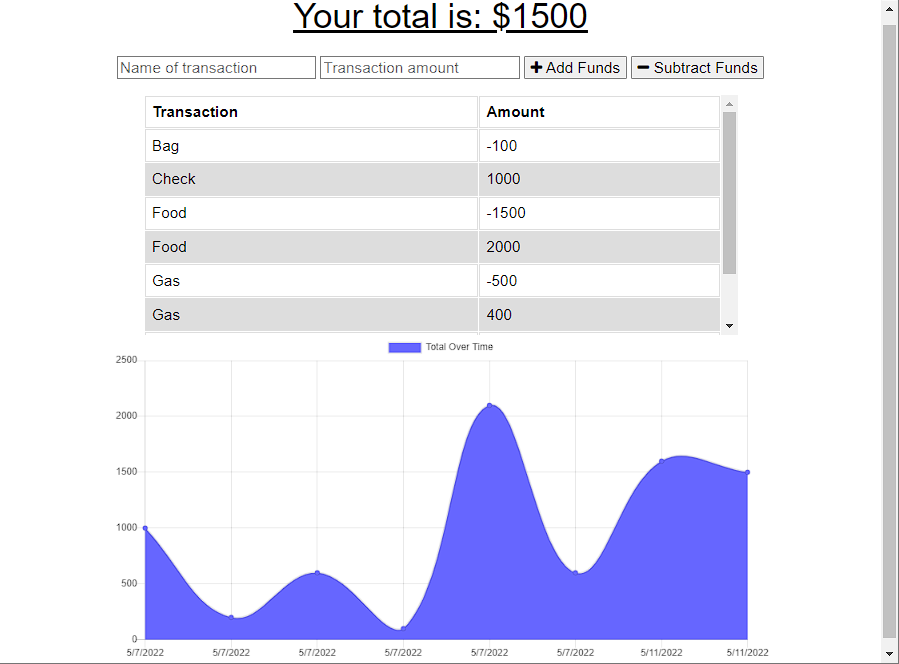 Your total is: $1500
Name of transaction Transaction amount Add Funds Subtract Funds
Transaction Amount
Bag -100
Check 1000
Food -1500
Food 2000
Gas -500
Gas 400
Total Over Time
2500
2000
1500
1000
500
0
5/7/2022 5/7/2022 5/7/2022 5/7/2022 5/7/2022 5/7/2022 5/11/2022 5/11/2022